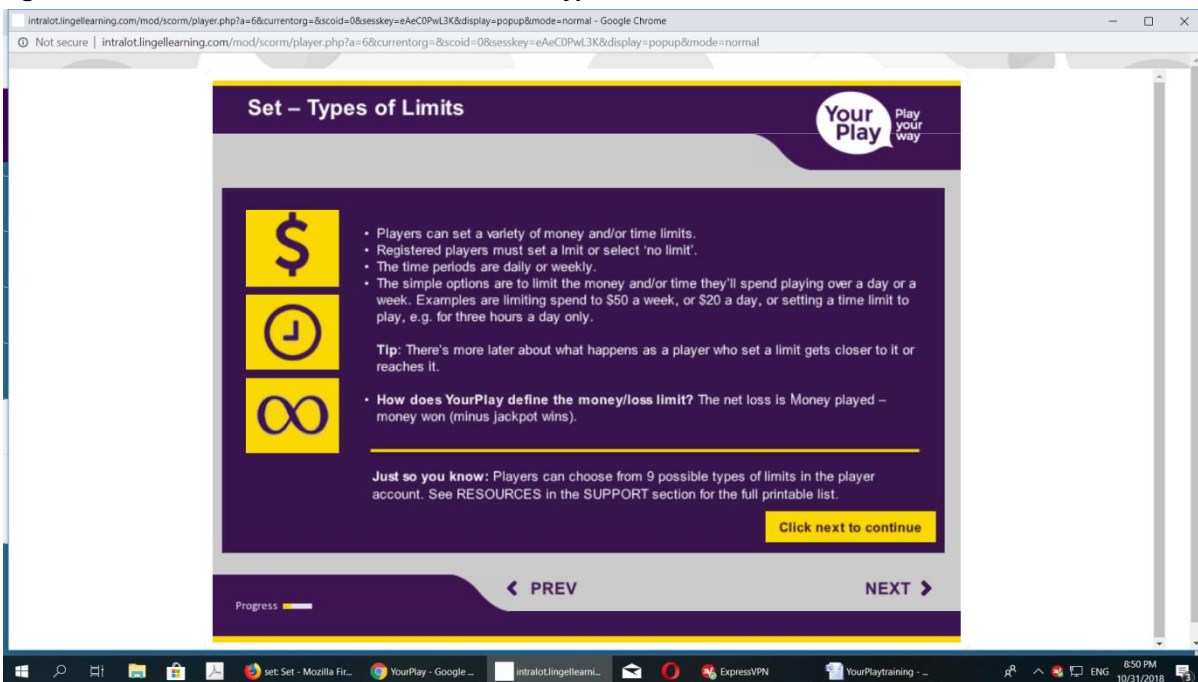 intralot.lingellearning.com/mod/scorm/player.php?a=6&currentorg=&scoid=0&sesskey=eAeC0PwL3K&display=popup&mode=normal - Google Chrome
Not secure | intralot.lingellearning.com/mod/scorm/player.php?a=6&currentorg=&scoid=0&sesskey=eAeC0PwL3K&display=popup&mode=normal
Set – Types of Limits
Your Play
Play your way
$
• Players can set a variety of money and/or time limits.
• Registered players must set a lmit or select ‘no limit’.
• The time periods are daily or weekly.
• The simple options are to limit the money and/or time they’ll spend playing over a day or a
week. Examples are limiting spend to $50 a week, or $20 a day, or setting a time limit to
play, e.g. for three hours a day only.
Tip: There’s more later about what happens as a player who set a limit gets closer to it or
reaches it.
• How does YourPlay define the money/loss limit? The net loss is Money played –
money won (minus jackpot wins).
Just so you know: Players can choose from 9 possible types of limits in the player
account. See RESOURCES in the SUPPORT section for the full printable list.
Click next to continue
PREV
NEXT
Progress
set: Set - Mozilla Fir...
YourPlay - Google ...
intralot.lingellearni...
ExpressVPN
YourPlaytraining - ...
ENG
8:50 PM
10/31/2018
3